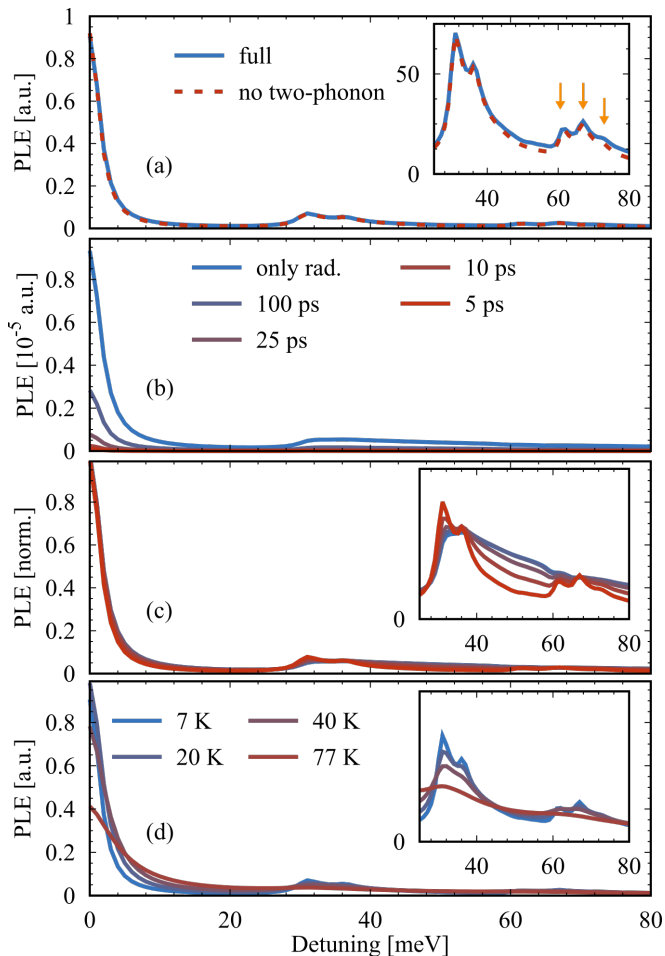 PLE [a.u.]
1
0.8
0.6
0.4
0.2
0
full
no two-phonon
(a)
50
0
40
60
80
PLE [10-5 a.u.]
0.8
0.6
0.4
0.2
0
only rad.
100 ps
25 ps
10 ps
5 ps
(b)
PLE [norm.]
0.8
0.6
0.4
0.2
0
(c)
0
40
60
80
PLE [a.u.]
0.8
0.6
0.4
0.2
0
7 K
20 K
40 K
77 K
(d)
0
40
60
80
0
20
40
60
80
Detuning [meV]